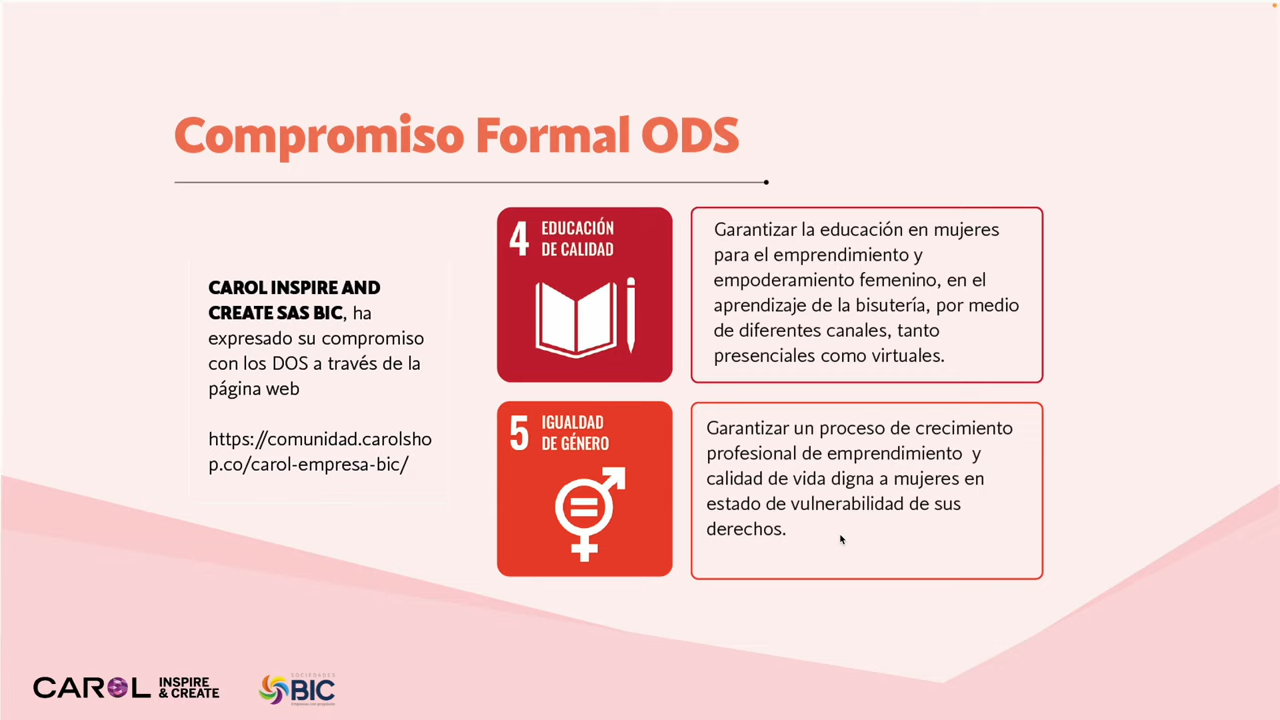 Compromiso Formal ODS
CAROL INSPIRE AND
CREATE SAS BIC, ha
expresado su compromiso
con los DOS a través de la
página web
https://comunidad.carolsho
p.co/carol-empresa-bic/
4 EDUCACIÓN
DE CALIDAD
Garantizar la educación en mujeres
para el emprendimiento y
empoderamiento femenino, en el
aprendizaje de la bisutería, por medio
de diferentes canales, tanto
presenciales como virtuales.
5 IGUALDAD
DE GÉNERO
Garantizar un proceso de crecimiento
profesional de emprendimiento y
calidad de vida digna a mujeres en
estado de vulnerabilidad de sus
derechos.
CAROL INSPIRE
& CREATE
SOCIEDADES
BIC
Empresas con propósito